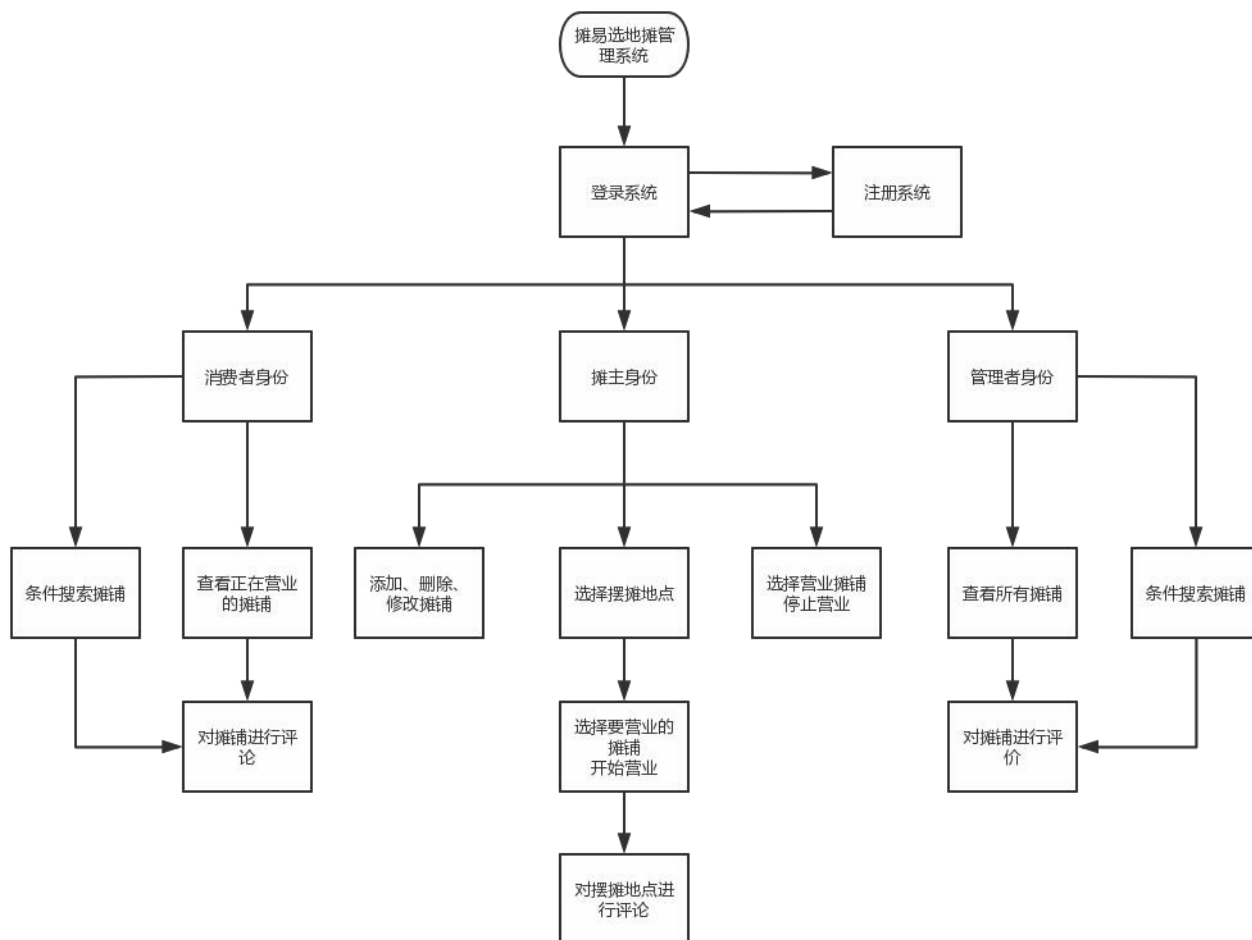 摊易选地摊管
理系统
登录系统
注册系统
消费者身份
摊主身份
管理者身份
条件搜索摊铺
查看正在营业
的摊铺
添加、删除、
修改摊铺
选择摆摊地点
选择营业摊铺
停止营业
查看所有摊铺
条件搜索摊铺
对摊铺进行评
论
选择要营业的
摊铺
开始营业
对摊铺进行评
价
对摆摊地点进
行评论